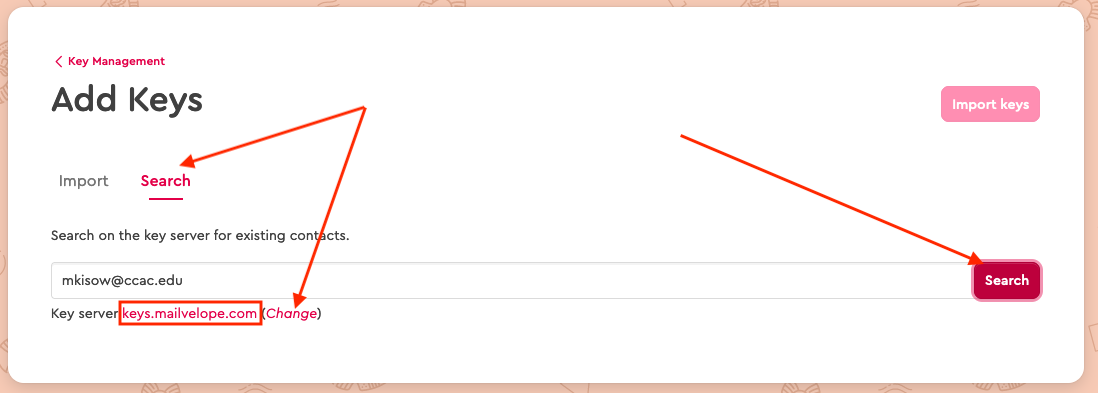 Key Management
Add Keys
Import keys
Import Search
Search on the key server for existing contacts.
mkisow@ccac.edu
Search
Key server keys.mailvelope.com (Change)